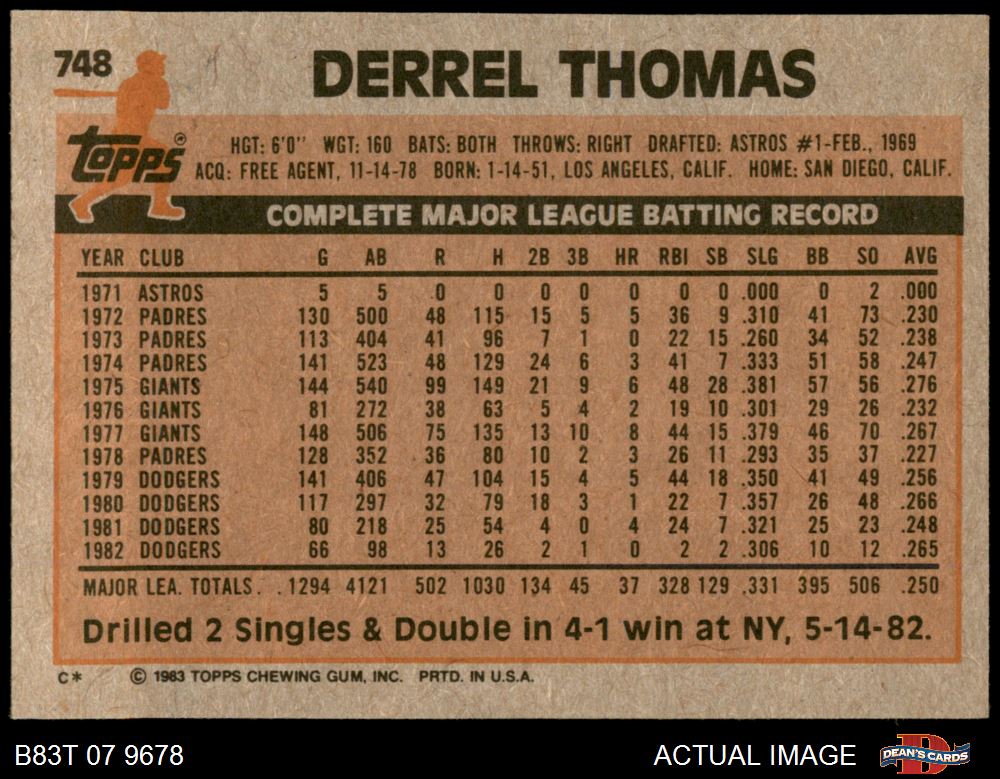 748 DERREL THOMAS
Topps ®
HGT: 6'0" WGT: 160 BATS: BOTH THROWS: RIGHT DRAFTED: ASTROS #1-FEB., 1969
ACQ: FREE AGENT, 11-14-78 BORN: 1-14-51, LOS ANGELES, CALIF. HOME: SAN DIEGO, CALIF.
COMPLETE MAJOR LEAGUE BATTING RECORD
YEAR CLUB G AB R H 2B 3B HR RBI SB SLG BB SO AVG
1971 ASTROS 5 5 0 0 0 0 0 0 0 .000 0 2 .000
1972 PADRES 130 500 48 115 15 5 5 36 9 .310 41 73 .230
1973 PADRES 113 404 41 96 7 1 0 22 15 .260 34 52 .238
1974 PADRES 141 523 48 129 24 6 3 41 7 .333 51 58 .247
1975 GIANTS 144 540 99 149 21 9 6 48 28 .381 57 56 .276
1976 GIANTS 81 272 38 63 5 4 2 19 10 .301 29 26 .232
1977 GIANTS 148 506 75 135 13 10 8 44 15 .379 46 70 .267
1978 PADRES 128 352 36 80 10 2 3 26 11 .293 35 37 .227
1979 DODGERS 141 406 47 104 15 4 5 44 18 .350 41 49 .256
1980 DODGERS 117 297 32 79 18 3 1 22 7 .357 26 48 .266
1981 DODGERS 80 218 25 54 4 0 4 24 7 .321 25 23 .248
1982 DODGERS 66 98 13 26 2 1 0 2 2 .306 10 12 .265
MAJOR LEA. TOTALS. . 1294 4121 502 1030 134 45 37 328 129 .331 395 506 .250
Drilled 2 Singles & Double in 4-1 win at NY, 5-14-82.
C* © 1983 TOPPS CHEWING GUM, INC. PRTD. IN U.S.A.
B83T 07 9678 ACTUAL IMAGE D DEAN'S CARDS